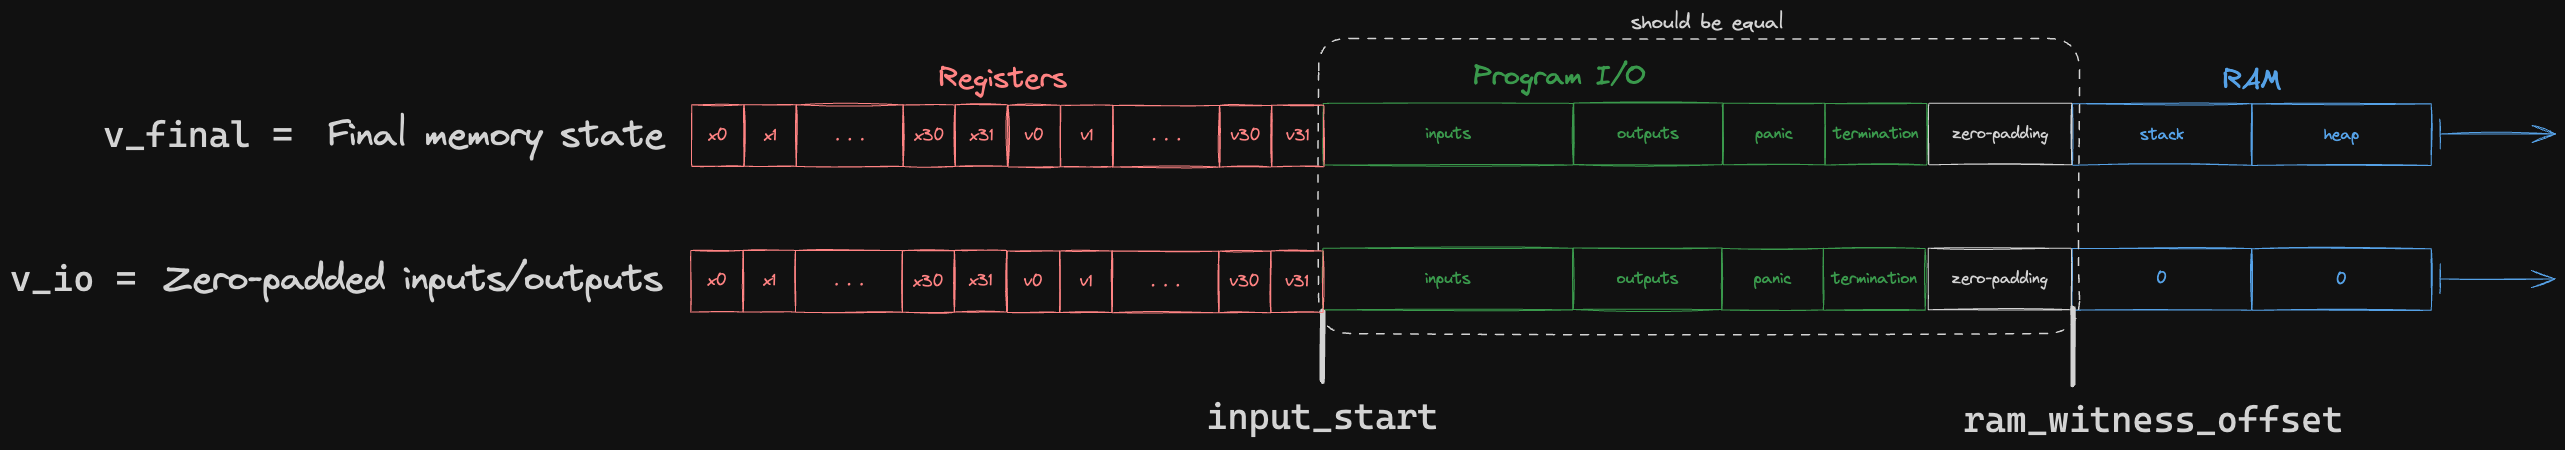 should be equal
Registers Program I/O RAM
v_final = Final memory state x0 x1 ... x30 x31 v0 v1 ... v30 v31 inputs outputs panic termination zero-padding stack heap
v_io = Zero-padded inputs/outputs x0 x1 ... x30 x31 v0 v1 ... v30 v31 inputs outputs panic termination zero-padding 0 0
input_start ram_witness_offset